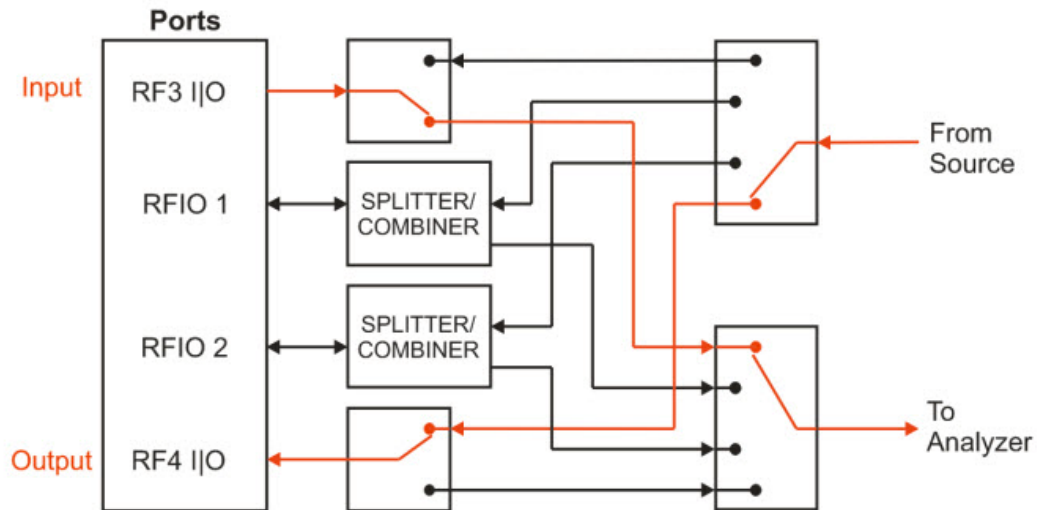 Ports
Input
RF3 I|O
RFIO 1
RFIO 2
Output
RF4 I|O
SPLITTER/
COMBINER
SPLITTER/
COMBINER
From
Source
To
Analyzer